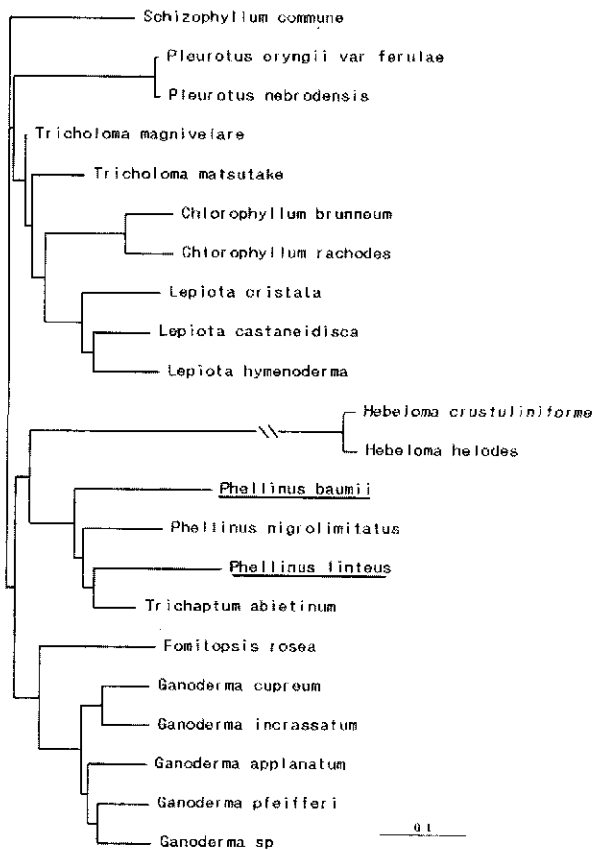 Schizophyllum commune
Pleurotus oryngii var ferulae
Pleurotus nebrodensis
Tricholoma magnivelare
Tricholoma matsutake
Chlorophyllum brunneum
Chlorophyllum rachodes
Lepiota cristala
Lepiota castaneidisca
Lepiota hymenoderma
Hebeloma crustuliniforme
Hebeloma helodes
Phellinus baumii
Phellinus nigrolimitatus
Phellinus linteus
Trichaptum abietinum
Fomitopsis rosea
Ganoderma cupreum
Ganoderma incrassatum
Ganoderma applanatum
Ganoderma pfeifferi
Ganoderma sp
0.1